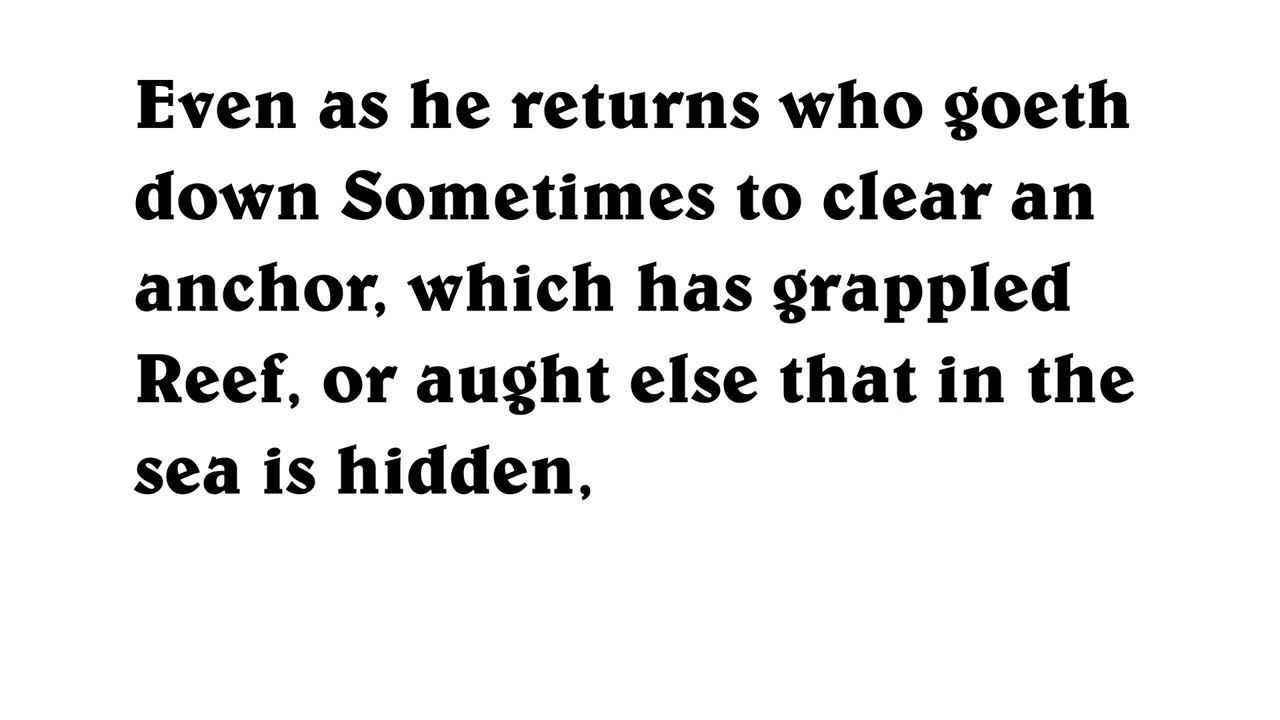 Even as he returns who goeth
down Sometimes to clear an
anchor, which has grappled
Reef, or aught else that in the
sea is hidden,